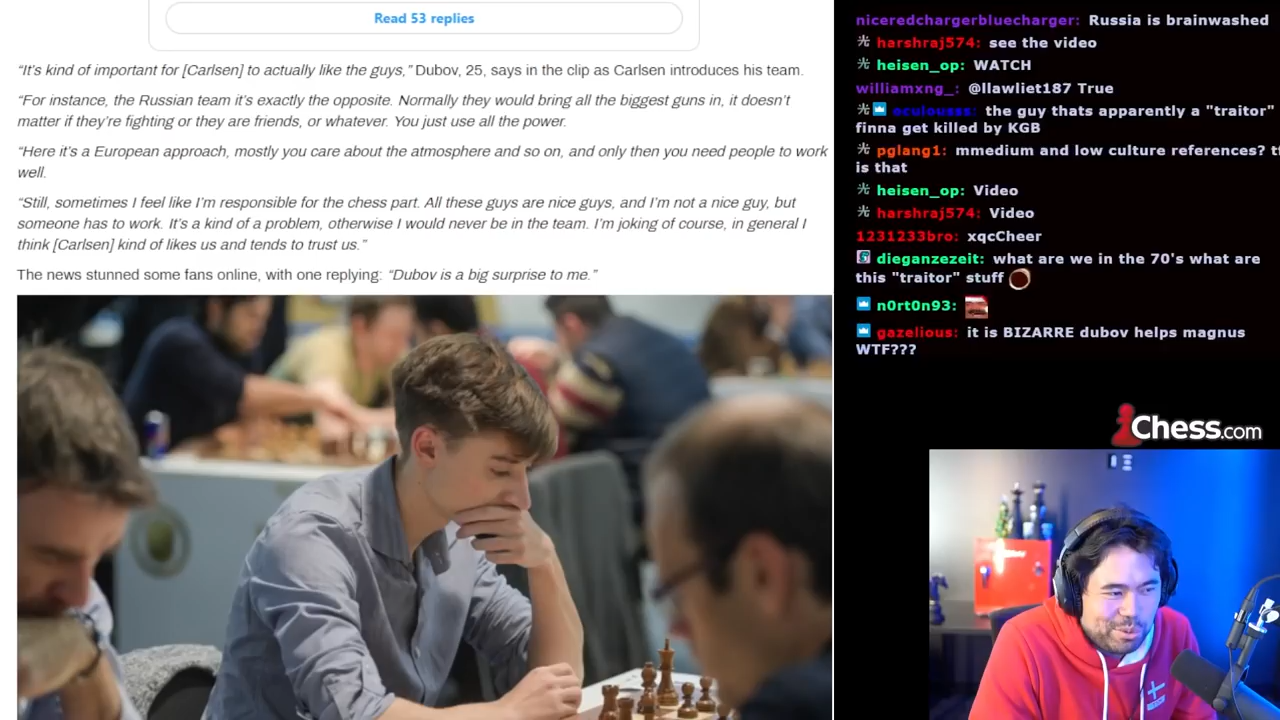 Read 53 replies
“It's kind of important for [Carlsen] to actually like the guys,” Dubov, 25, says in the clip as Carlsen introduces his team.
“For instance, the Russian team it's exactly the opposite. Normally they would bring all the biggest guns in, it doesn't
matter if they're fighting or they are friends, or whatever. You just use all the power.
“Here it's a European approach, mostly you care about the atmosphere and so on, and only then you need people to work
well.
“Still, sometimes I feel like I'm responsible for the chess part. All these guys are nice guys, and I'm not a nice guy, but
someone has to work. It's a kind of a problem, otherwise I would never be in the team. I'm joking of course, in general I
think [Carlsen] kind of likes us and tends to trust us.”
The news stunned some fans online, with one replying: “Dubov is a big surprise to me.”
niceredchargerbluecharger: Russia is brainwashed
harshraj574: see the video
heisen_op: WATCH
williamxng_: @llawliet187 True
oculousss: the guy thats apparently a "traitor"
finna get killed by KGB
pglang1: mmedium and low culture references?
is that
heisen_op: Video
harshraj574: Video
1231233bro: xqcCheer
dieganzezeit: what are we in the 70's what are
this "traitor" stuff
n0rt0n93:
gazelious: it is BIZARRE dubov helps magnus
WTF???
Chess.com